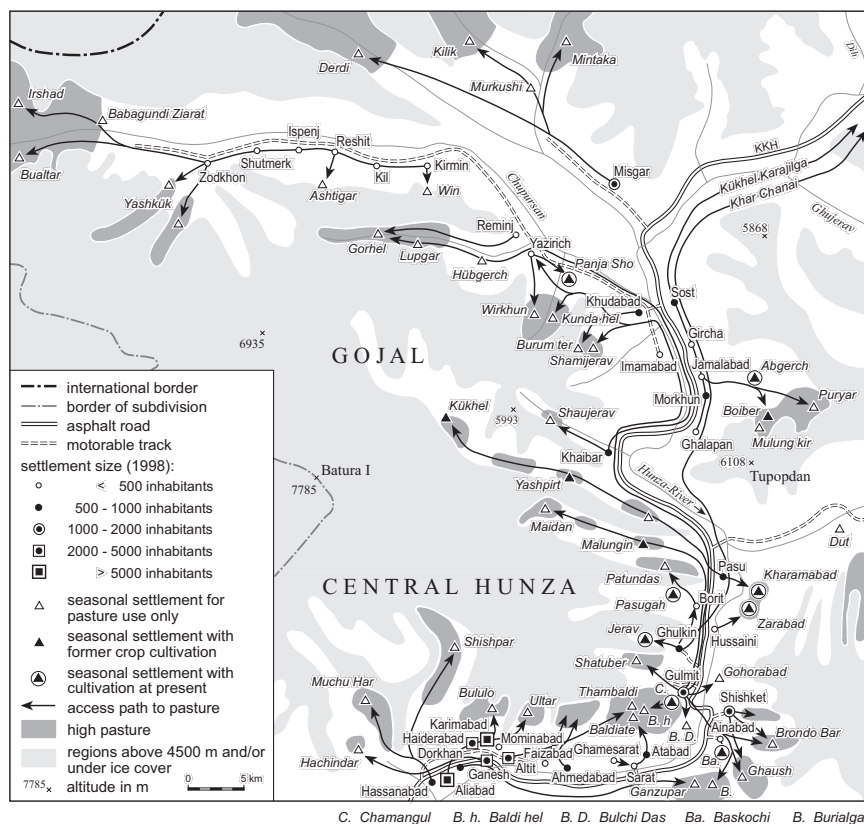 Derdi
Kilik
Mintaka
Murkushi
Dih
Irshad
Babagundi Ziarat
Ispenj
Reshit
Shutmerk
Kil
Kirmin
Bualtar
Zodkhon
Yashkük
Ashtigar
Win
Chupursan
Misgar
KKH
Kükhel-Karajilga
Khar Chanai
Ghujerav
5868
Reminj
Yazirich
Gorhel
Lupgar
Hübgerch
Panja Sho
Khudabad
Sost
Wirkhun
Kunda hel
Burum ter
Shamijerav
Imamabad
Gircha
Jamalabad
Abgerch
6935
GOJAL
Morkhun
Boiber
Puryar
Mulung kir
Ghalapan
Kükhel
5993
Shaujerav
Khaibar
6108
Tupopdan
Batura I
7785
Yashpirt
Hunza-River
Maidan
Malungin
Dut
Pasu
Kharamabad
CENTRAL HUNZA
Patundas
Pasugah
Borit
Zarabad
Hussaini
Jerav
Ghulkin
Shishpar
Shatuber
Gulmit
Gohorabad
Muchu Har
Bululo
Ultar
Thambaldi
C.
Shishket
Karimabad
Haiderabad
Mominabad
Baldiate
B. h
B. D.
Ainabad
Brondo Bar
Hachindar
Dorkhan
Faizabad
Ghamesarat
Atabad
Ba.
Ganesh
Altit
Hassanabad
Aliabad
Ahmedabad
Sarat
Ganzupar
B.
Ghaush
international border
border of subdivision
asphalt road
motorable track
settlement size (1998):
< 500 inhabitants
500 - 1000 inhabitants
1000 - 2000 inhabitants
2000 - 5000 inhabitants
> 5000 inhabitants
seasonal settlement for
pasture use only
seasonal settlement with
former crop cultivation
seasonal settlement with
cultivation at present
access path to pasture
high pasture
regions above 4500 m and/or
under ice cover
7785 altitude in m
0 5 km
C. Chamangul B. h. Baldi hel B. D. Bulchi Das Ba. Baskochi B. Burialga